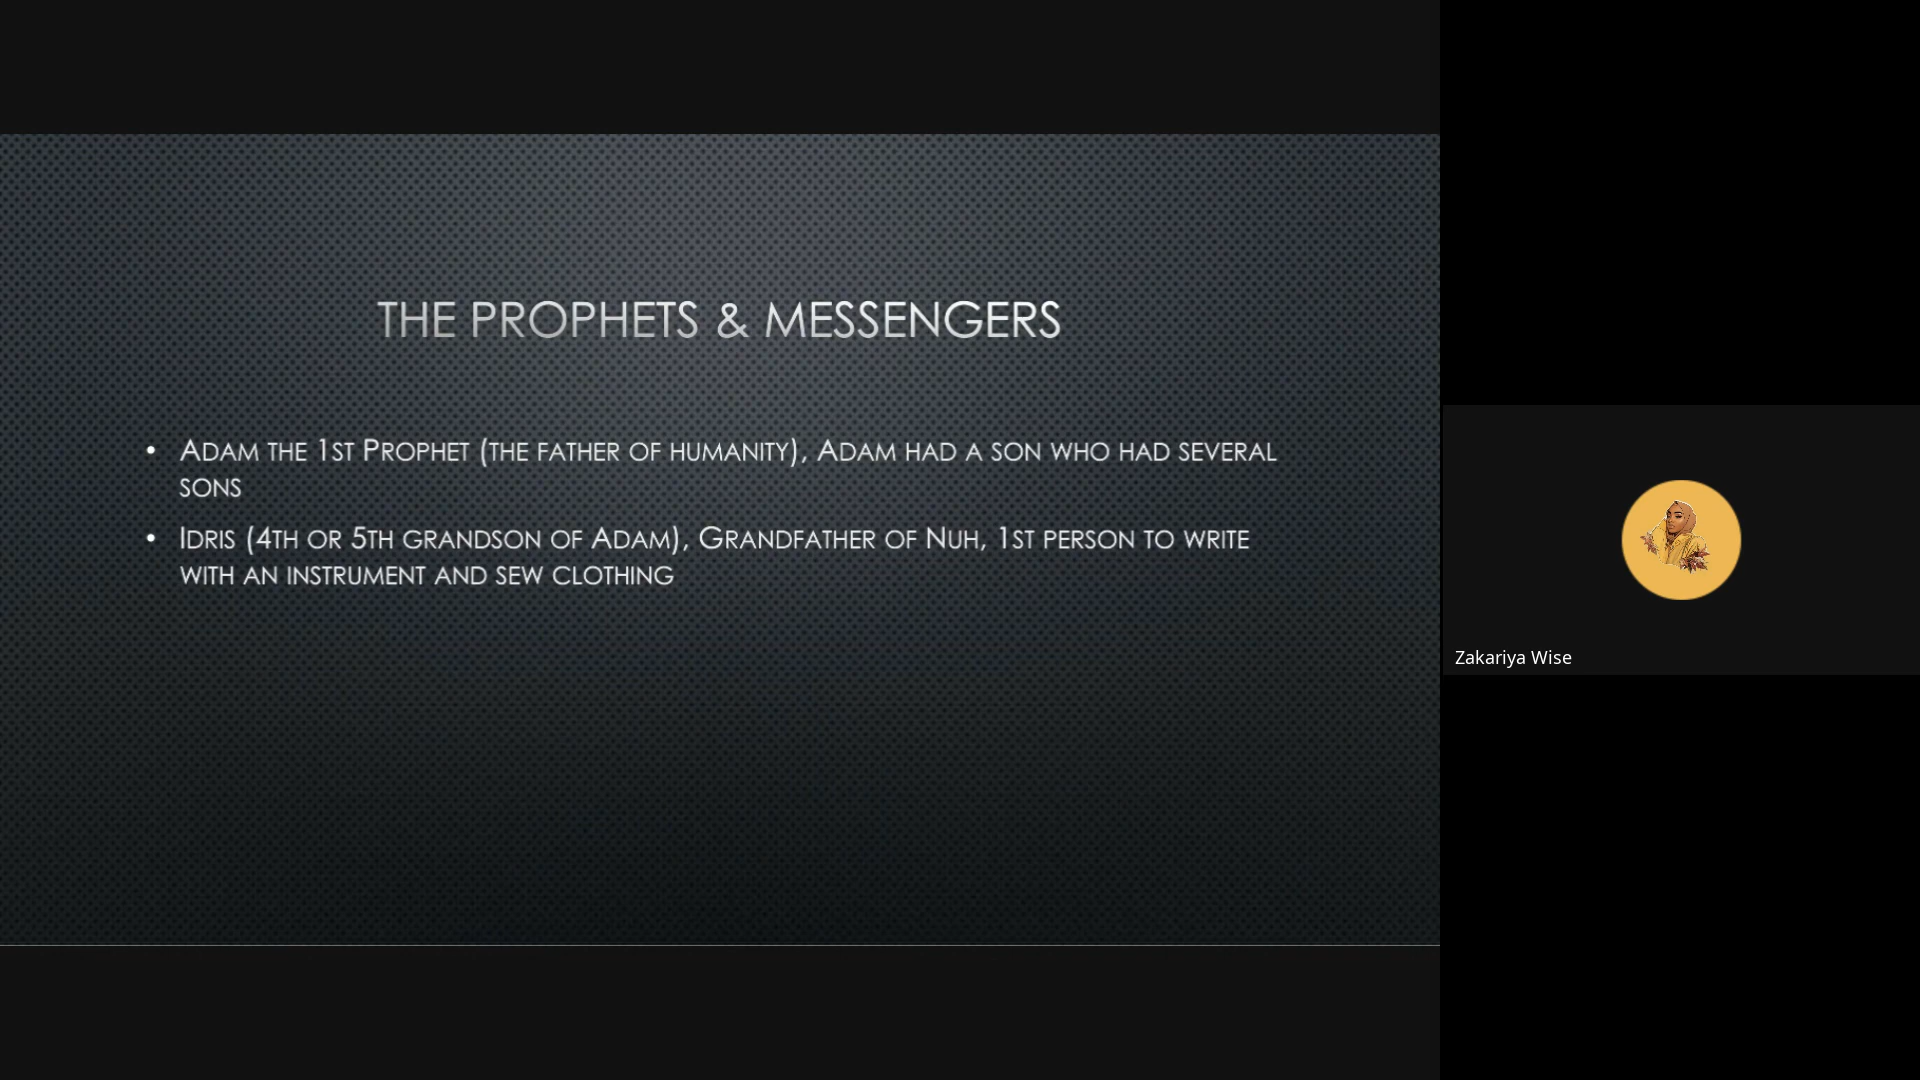 THE PROPHETS & MESSENGERS
• ADAM THE 1ST PROPHET (THE FATHER OF HUMANITY), ADAM HAD A SON WHO HAD SEVERAL
SONS
• IDRIS (4TH OR 5TH GRANDSON OF ADAM), GRANDFATHER OF NUH, 1ST PERSON TO WRITE
WITH AN INSTRUMENT AND SEW CLOTHING
Zakariya Wise